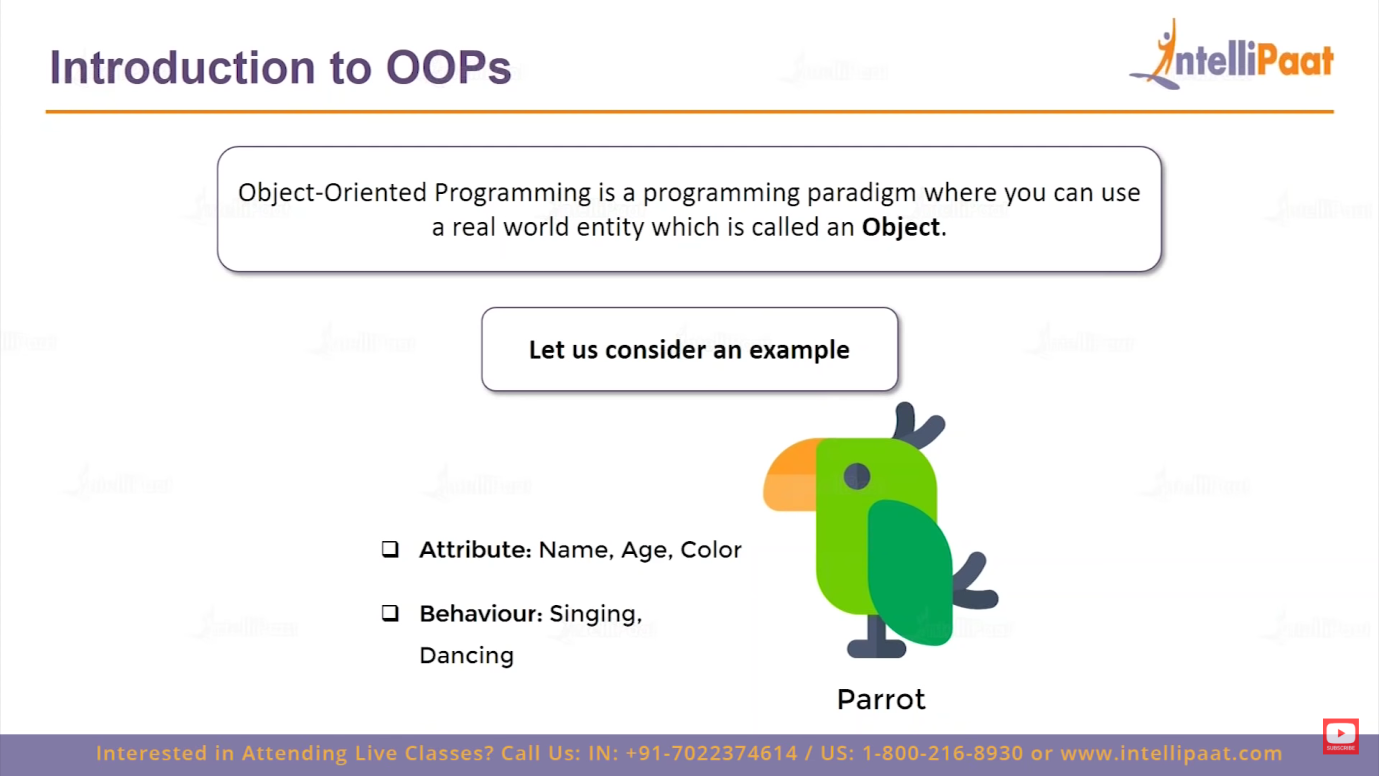 Introduction to OOPs
IntelliPaat
Object-Oriented Programming is a programming paradigm where you can use
a real world entity which is called an Object.
Let us consider an example
Attribute: Name, Age, Color
Behaviour: Singing,
Dancing
Parrot
SUBSCRIBE
Interested in Attending Live Classes? Call Us: IN: +91-7022374614 / US: 1-800-216-8930 or www.intellipaat.com